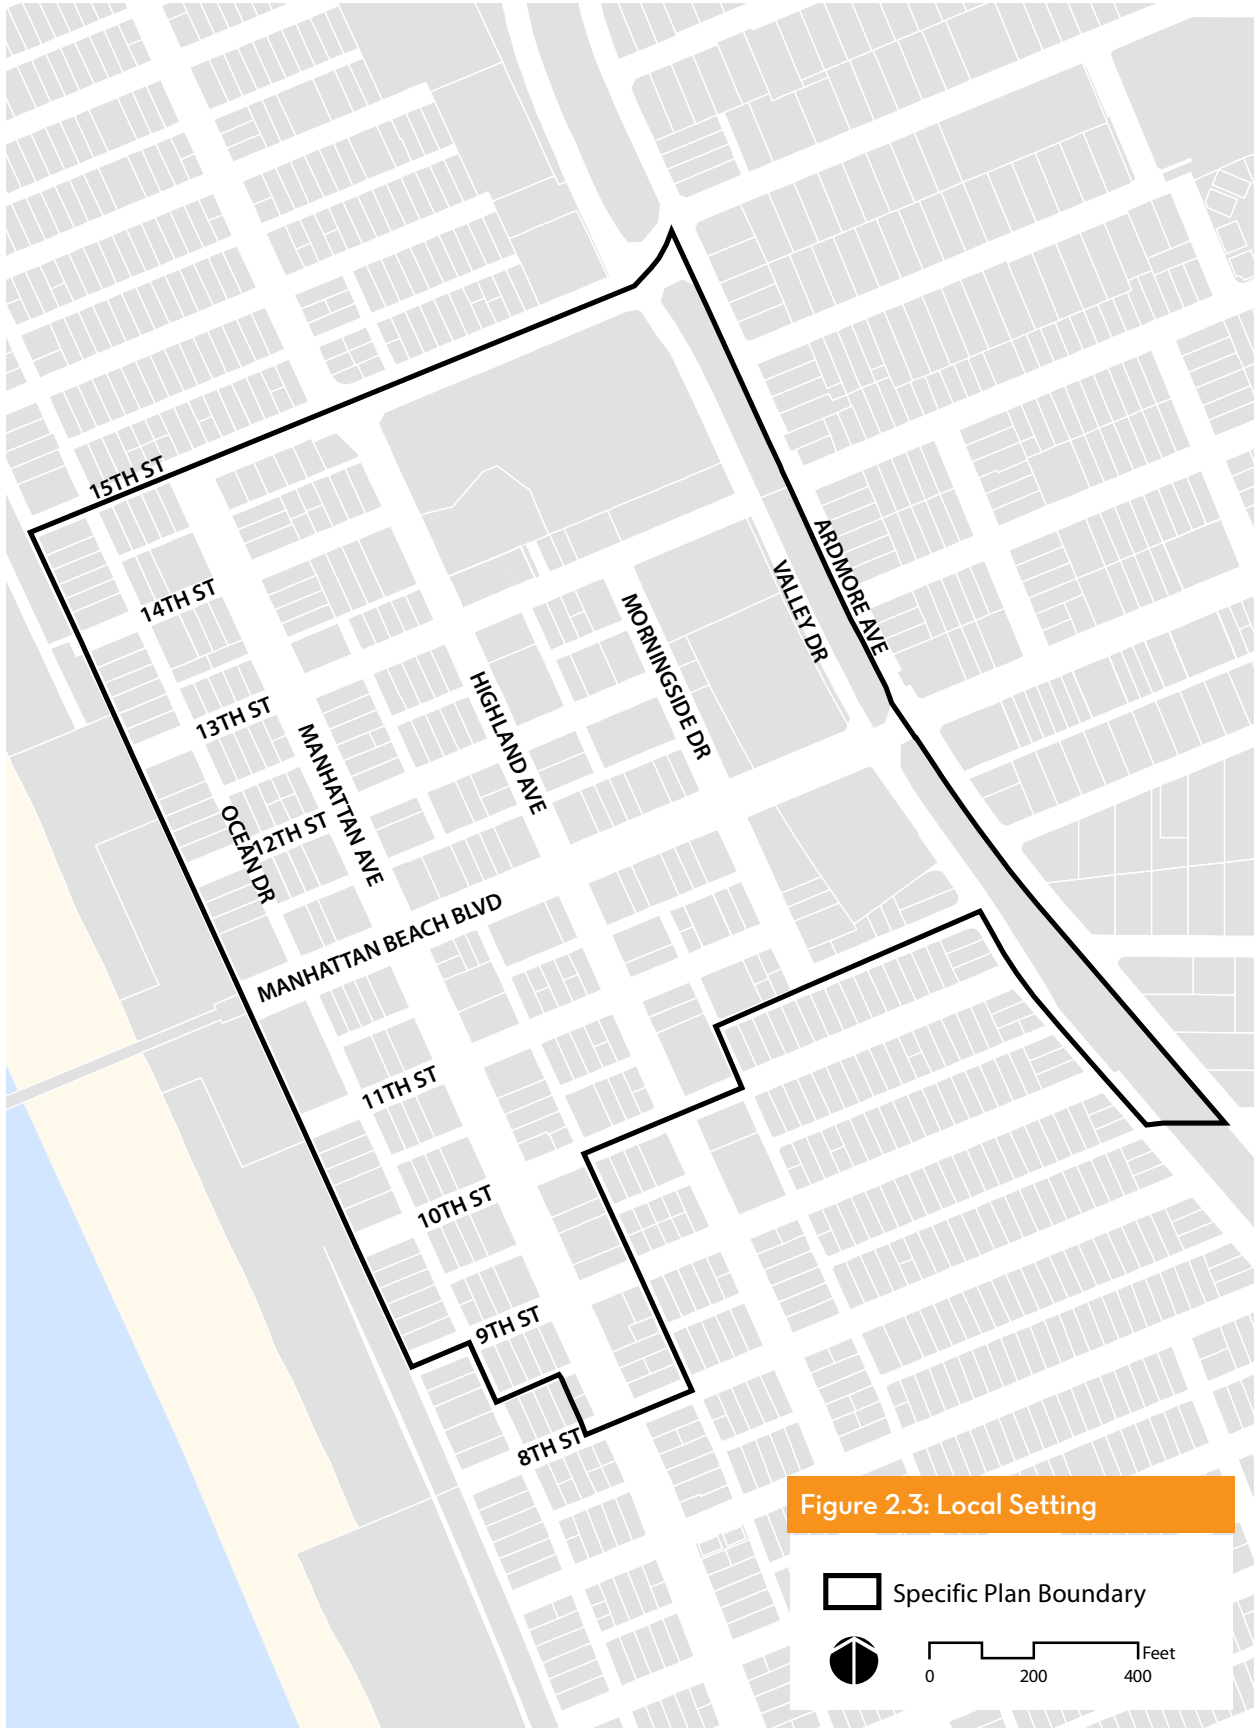 15TH ST
14TH ST
13TH ST
12TH ST
OCEAN DR
MANHATTAN AVE
HIGHLAND AVE
MORNINGSIDE DR
VALLEY DR
ARDMORE AVE
MANHATTAN BEACH BLVD
11TH ST
10TH ST
9TH ST
8TH ST
Figure 2.3: Local Setting
Specific Plan Boundary
Feet
0 200 400